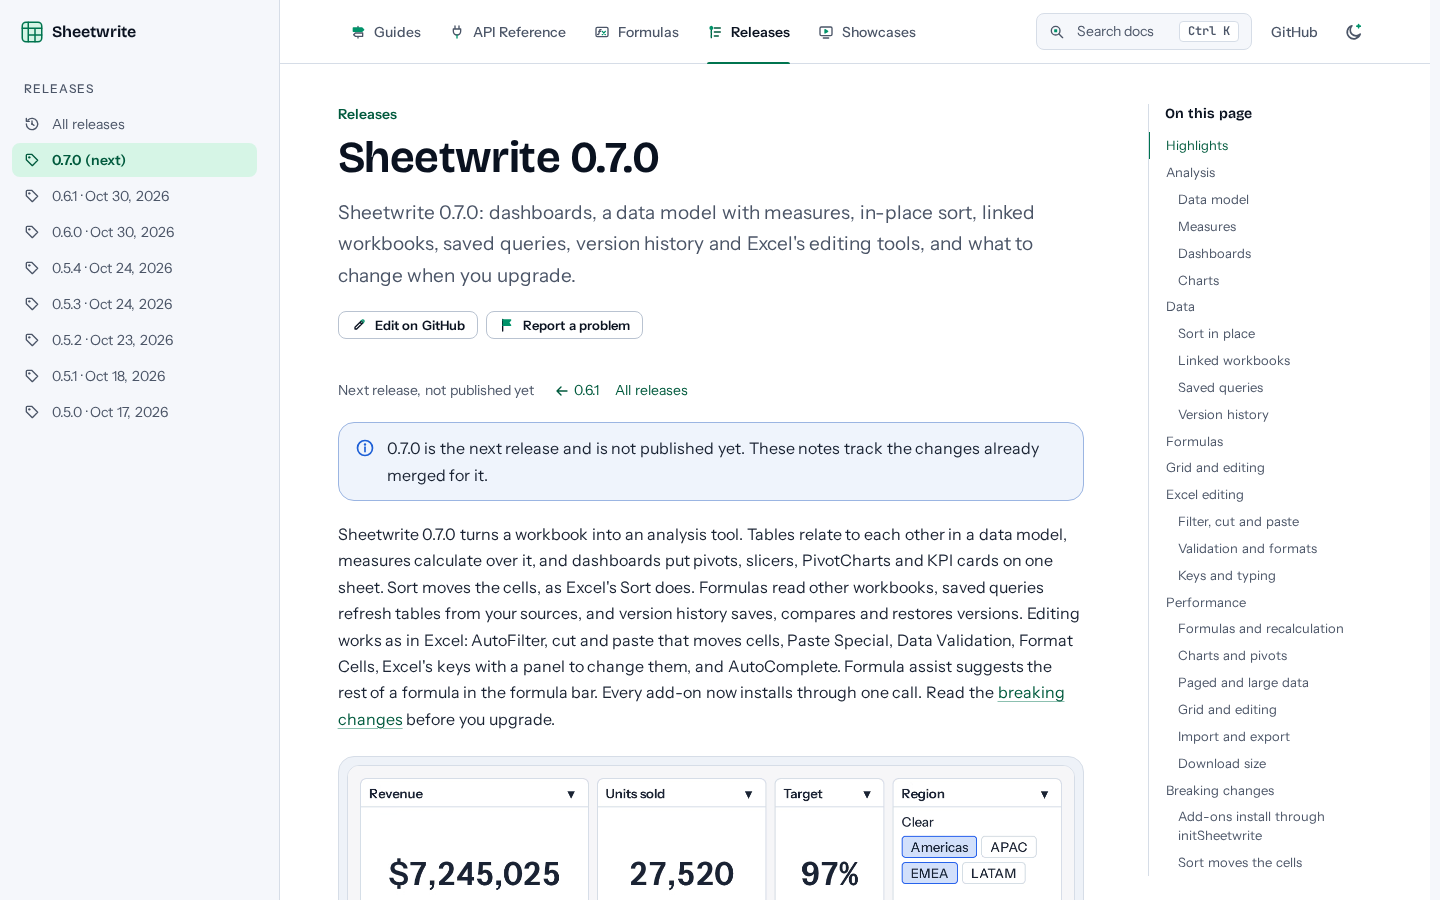 Sheetwrite
Guides
API Reference
Formulas
Releases
Showcases
Search docs
Ctrl K
GitHub
RELEASES
All releases
0.7.0 (next)
0.6.1 · Oct 30, 2026
0.6.0 · Oct 30, 2026
0.5.4 · Oct 24, 2026
0.5.3 · Oct 24, 2026
0.5.2 · Oct 23, 2026
0.5.1 · Oct 18, 2026
0.5.0 · Oct 17, 2026
Releases
Sheetwrite 0.7.0
Sheetwrite 0.7.0: dashboards, a data model with measures, in-place sort, linked
workbooks, saved queries, version history and Excel's editing tools, and what to
change when you upgrade.
Edit on GitHub
Report a problem
Next release, not published yet
← 0.6.1
All releases
0.7.0 is the next release and is not published yet. These notes track the changes already
merged for it.
Sheetwrite 0.7.0 turns a workbook into an analysis tool. Tables relate to each other in a data model,
measures calculate over it, and dashboards put pivots, slicers, PivotCharts and KPI cards on one
sheet. Sort moves the cells, as Excel's Sort does. Formulas read other workbooks, saved queries
refresh tables from your sources, and version history saves, compares and restores versions. Editing
works as in Excel: AutoFilter, cut and paste that moves cells, Paste Special, Data Validation, Format
Cells, Excel's keys with a panel to change them, and AutoComplete. Formula assist suggests the
rest of a formula in the formula bar. Every add-on now installs through one call. Read the breaking
changes before you upgrade.
Revenue ▼
Units sold ▼
Target ▼
Region ▼
$7,245,025
27,520
97%
Clear
Americas
APAC
EMEA
LATAM
On this page
Highlights
Analysis
Data model
Measures
Dashboards
Charts
Data
Sort in place
Linked workbooks
Saved queries
Version history
Formulas
Grid and editing
Excel editing
Filter, cut and paste
Validation and formats
Keys and typing
Performance
Formulas and recalculation
Charts and pivots
Paged and large data
Grid and editing
Import and export
Download size
Breaking changes
Add-ons install through
initSheetwrite
Sort moves the cells